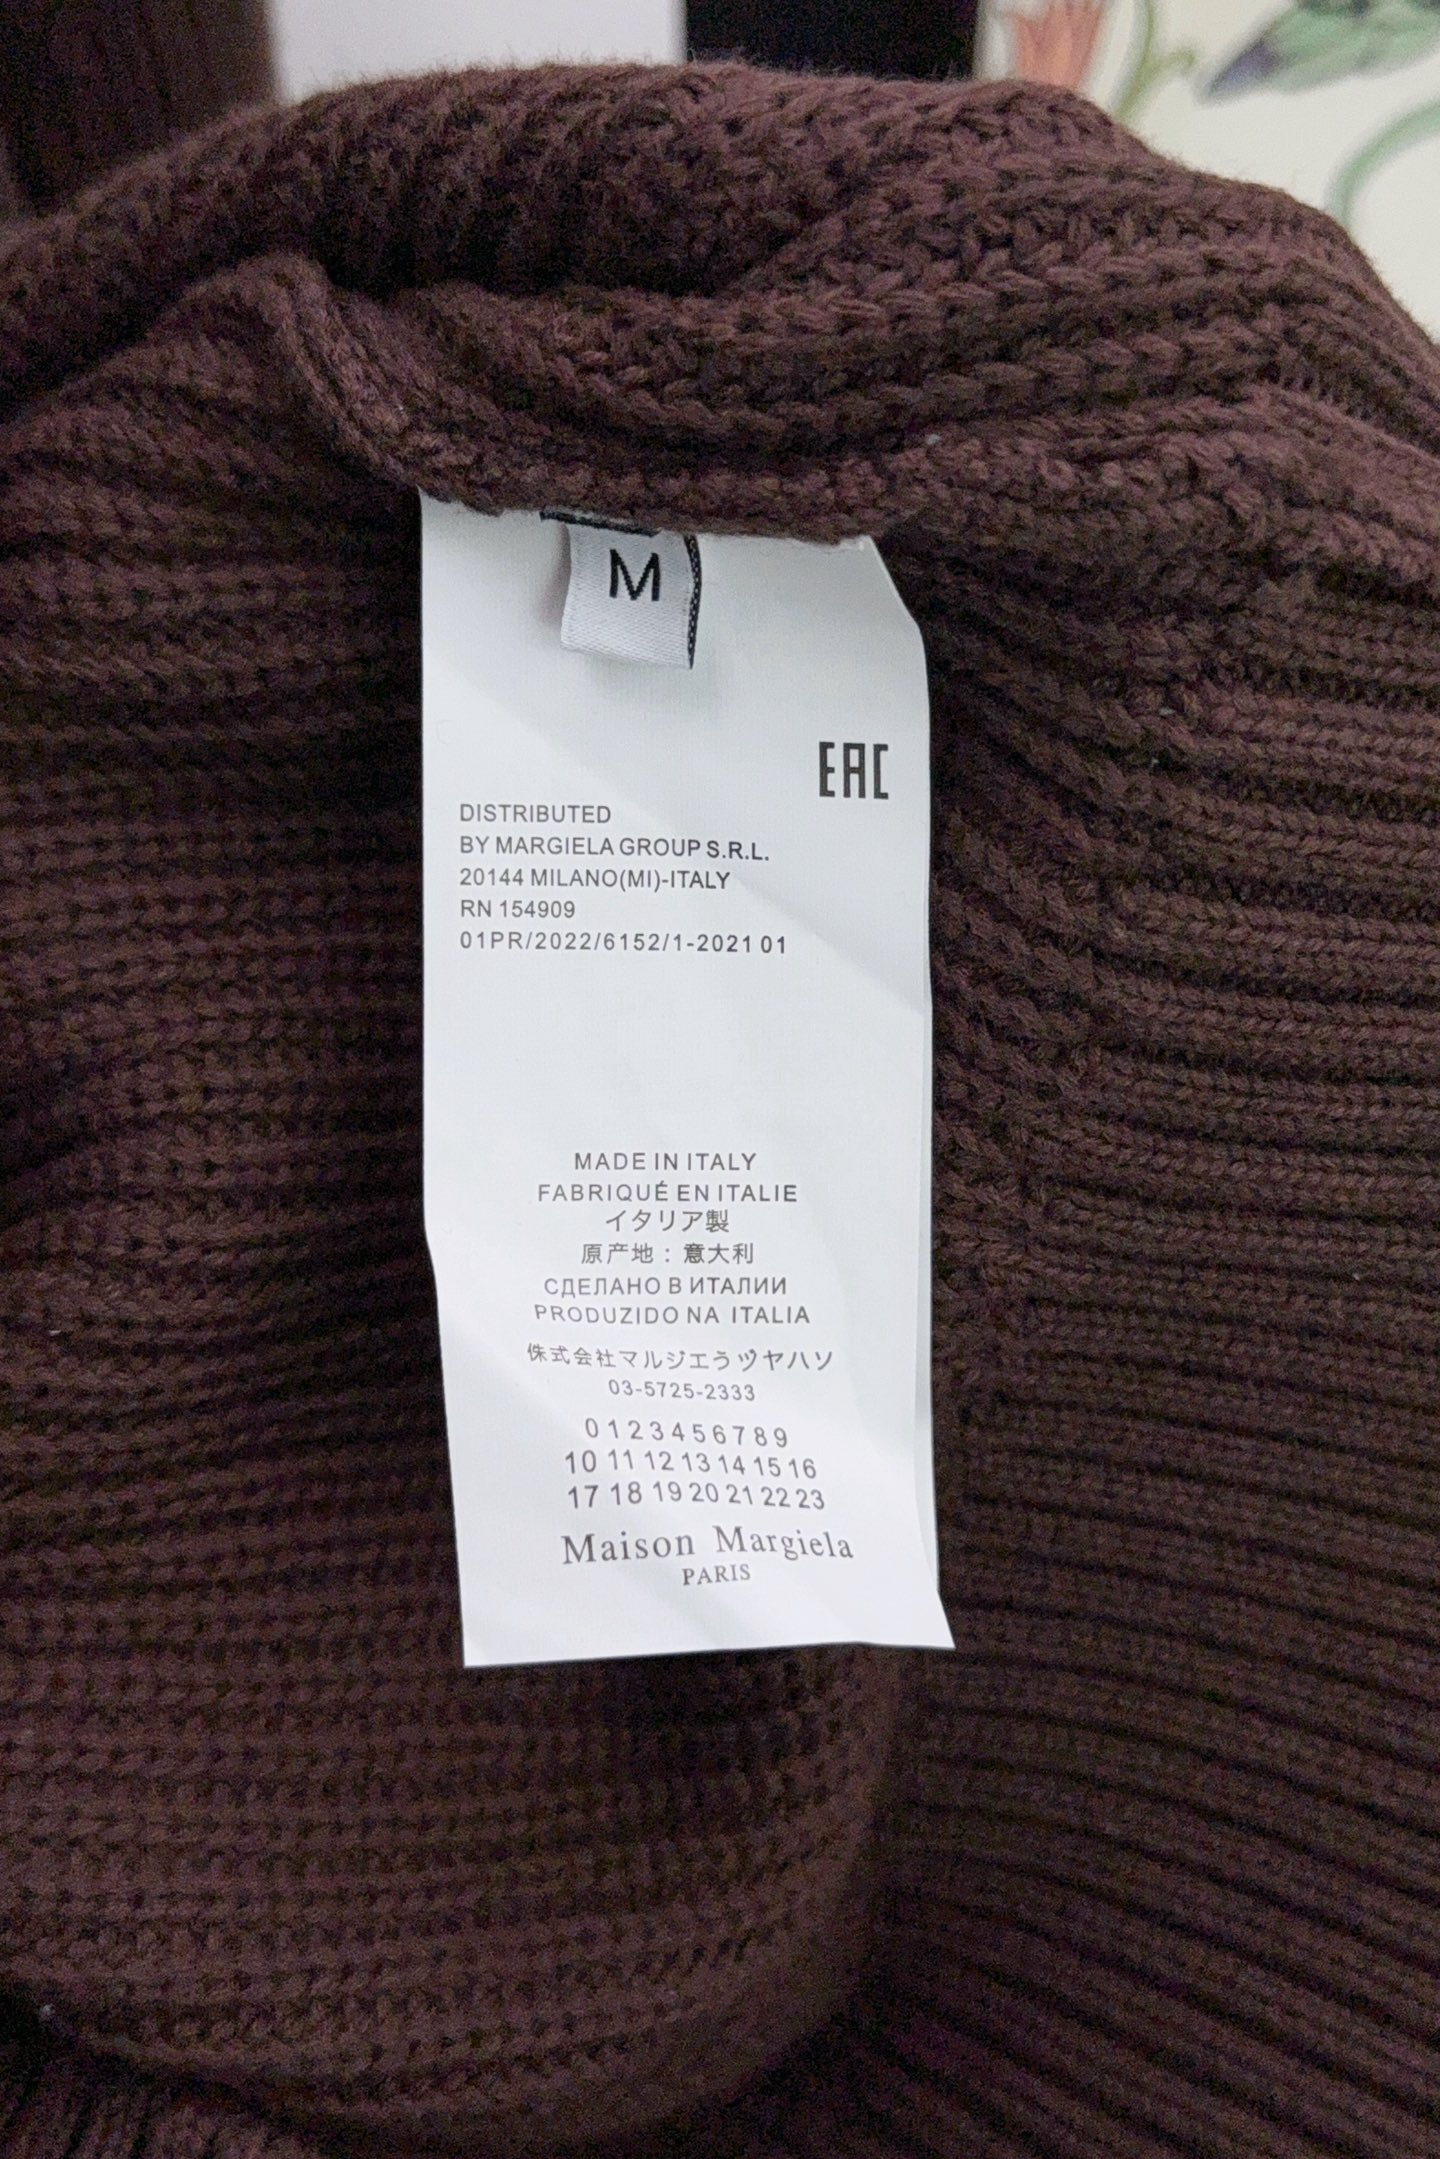 M
EAC
DISTRIBUTED
BY MARGIELA GROUP S.R.L.
20144 MILANO(MI)-ITALY
RN 154909
01PR/2022/6152/1-2021 01
MADE IN ITALY
FABRIQUÉ EN ITALIE
イタリア製
原产地：意大利
СДЕЛАНО В ИТАЛИИ
PRODUZIDO NA ITALIA
侏式会社マルジエうヅヤハソ
03-5725-2333
0 1 2 3 4 5 6 7 8 9
10 11 12 13 14 15 16
17 18 19 20 21 22 23
Maison Margiela
PARIS